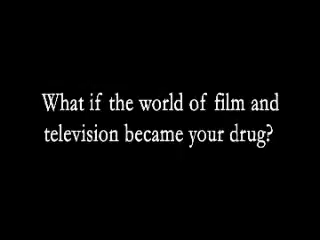 What if the world of film and
television became your drug?